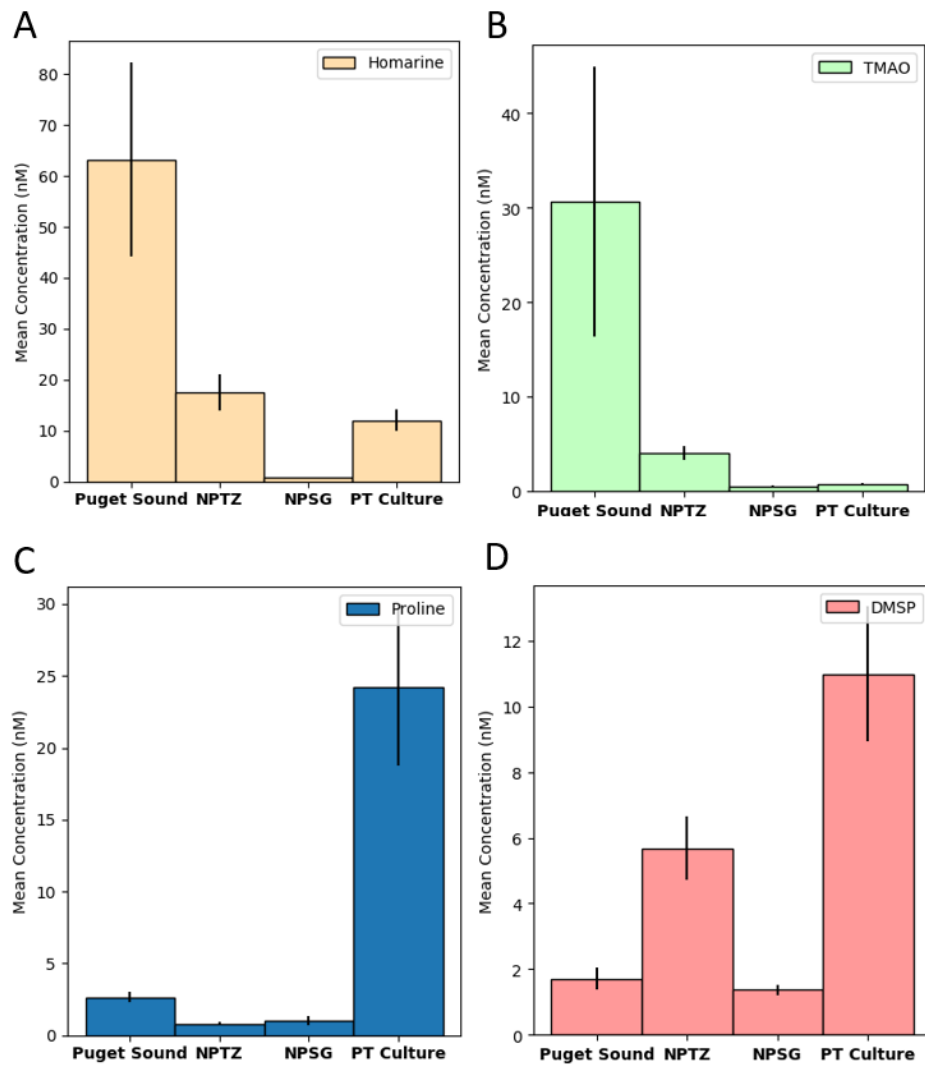 A
Homarine
Mean Concentration (nM)
80
70
60
50
40
30
20
10
0
Puget Sound NPTZ NPSG PT Culture
B
TMAO
Mean Concentration (nM)
40
30
20
10
0
Puget Sound NPTZ NPSG PT Culture
C
Proline
Mean Concentration (nM)
30
25
20
15
10
5
0
Puget Sound NPTZ NPSG PT Culture
D
DMSP
Mean Concentration (nM)
12
10
8
6
4
2
0
Puget Sound NPTZ NPSG PT Culture